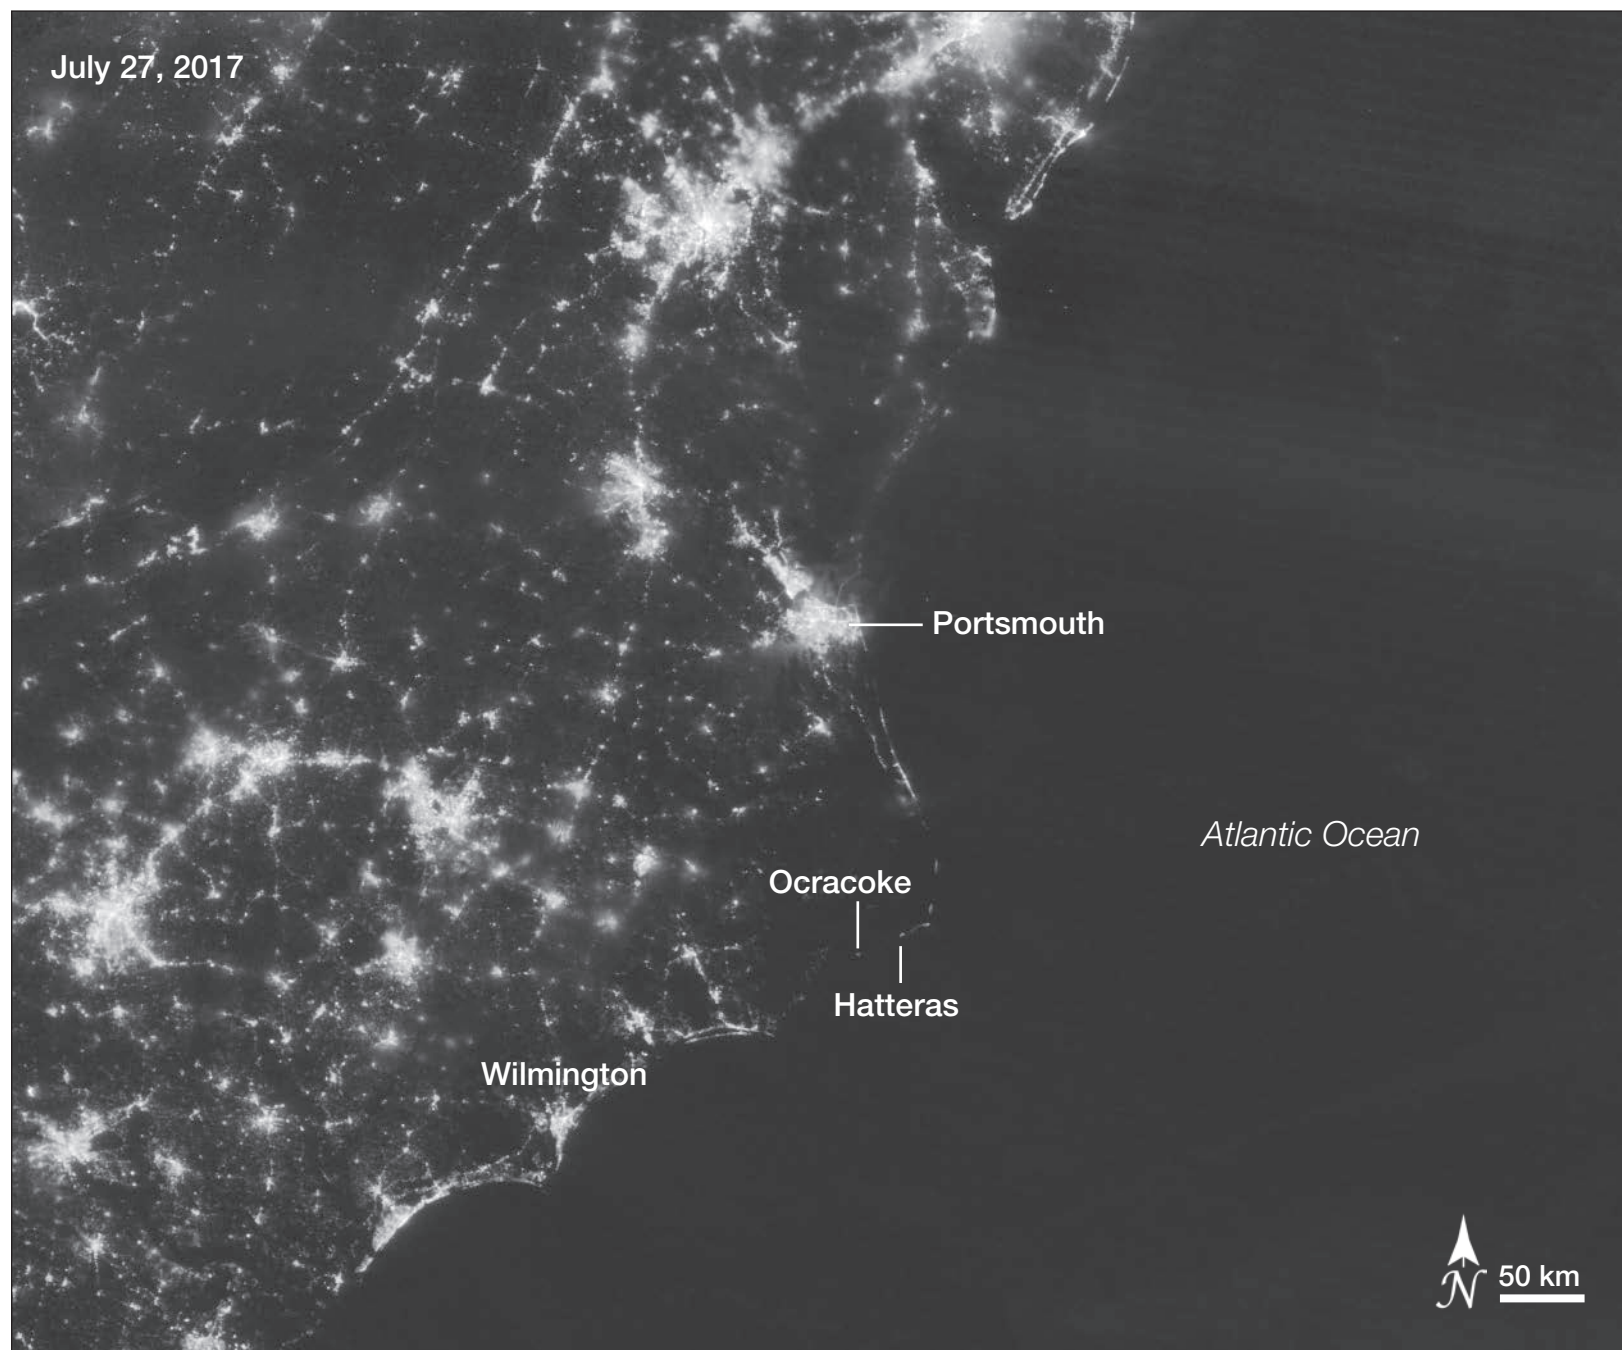 July 27, 2017
Portsmouth
Atlantic Ocean
Ocracoke
Hatteras
Wilmington
N
50 km